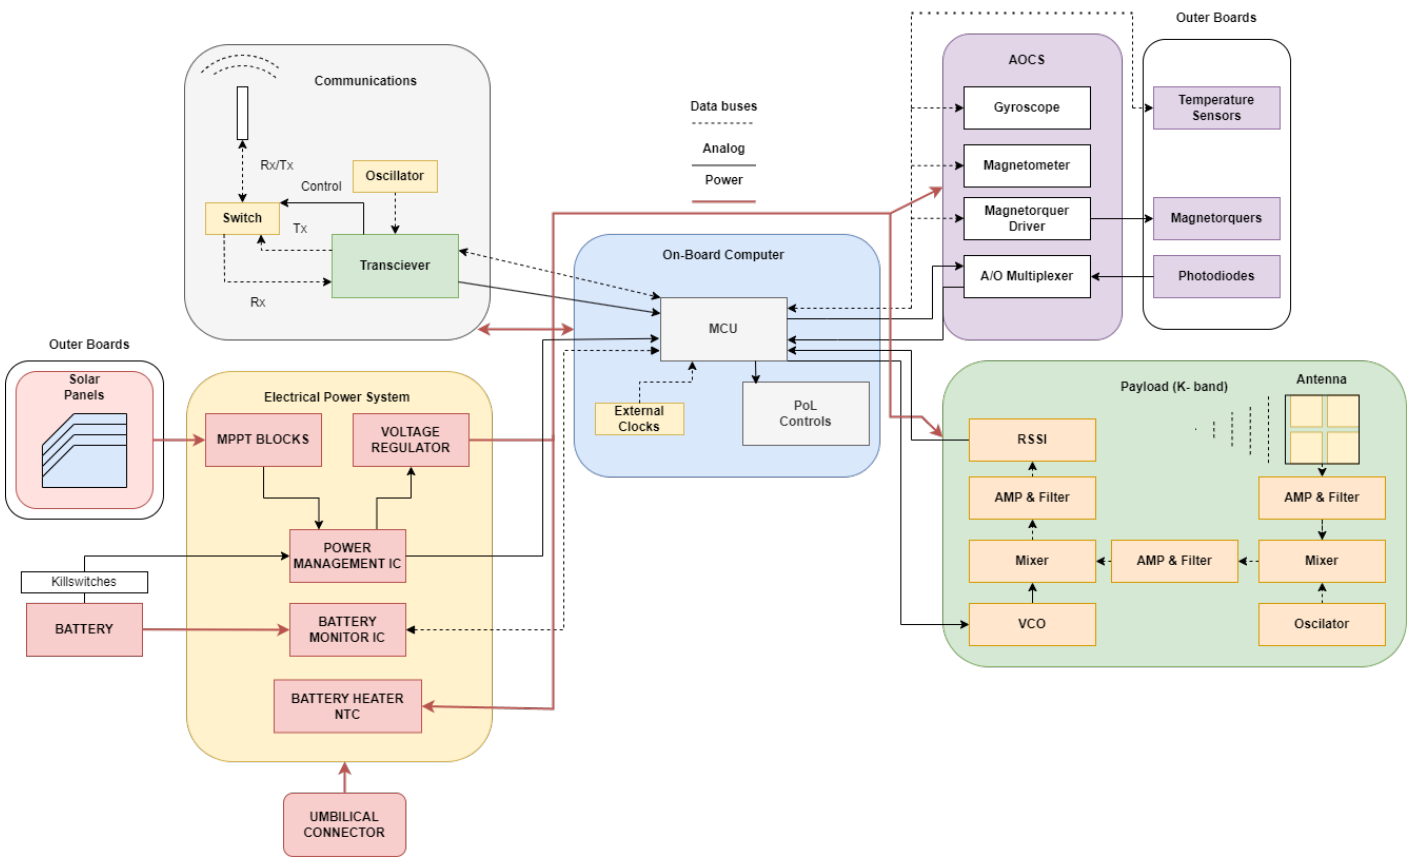 Outer Boards
Communications
AOCS
Data buses
Analog
Power
Gyroscope
Temperature
Sensors
Rx/Tx
Control
Oscillator
Magnetometer
Switch
Tx
Magnetorquer
Driver
Magnetorquers
Transciever
Rx
On-Board Computer
A/O Multiplexer
Photodiodes
MCU
Outer Boards
Solar
Panels
Electrical Power System
MPPT BLOCKS
VOLTAGE
REGULATOR
External
Clocks
PoL
Controls
Payload (K- band)
Antenna
RSSI
AMP & Filter
AMP & Filter
POWER
MANAGEMENT IC
Mixer
AMP & Filter
Mixer
Killswitches
BATTERY
BATTERY
MONITOR IC
VCO
Oscilator
BATTERY HEATER
NTC
UMBILICAL
CONNECTOR